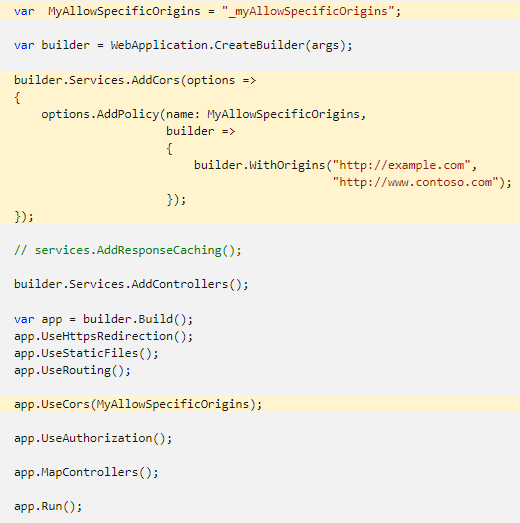 var  MyAllowSpecificOrigins = "_myAllowSpecificOrigins";

var builder = WebApplication.CreateBuilder(args);

builder.Services.AddCors(options =>
{
    options.AddPolicy(name: MyAllowSpecificOrigins,
                      builder =>
                      {
                          builder.WithOrigins("http://example.com",
                                              "http://www.contoso.com");
                      });
});

// services.AddResponseCaching();

builder.Services.AddControllers();

var app = builder.Build();
app.UseHttpsRedirection();
app.UseStaticFiles();
app.UseRouting();

app.UseCors(MyAllowSpecificOrigins);

app.UseAuthorization();

app.MapControllers();

app.Run();